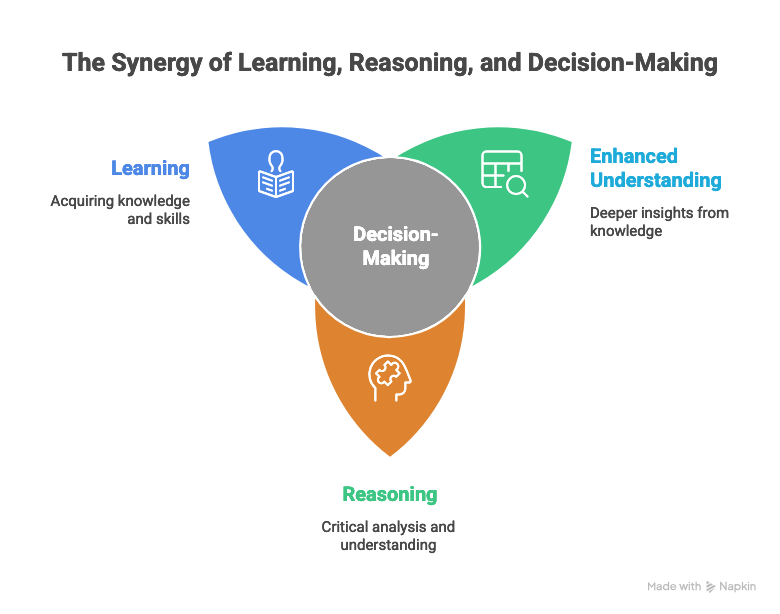 The Synergy of Learning, Reasoning, and Decision-Making
Learning
Acquiring knowledge
and skills
Enhanced
Understanding
Deeper insights from
knowledge
Decision-
Making
Reasoning
Critical analysis and
understanding
Made with Napkin